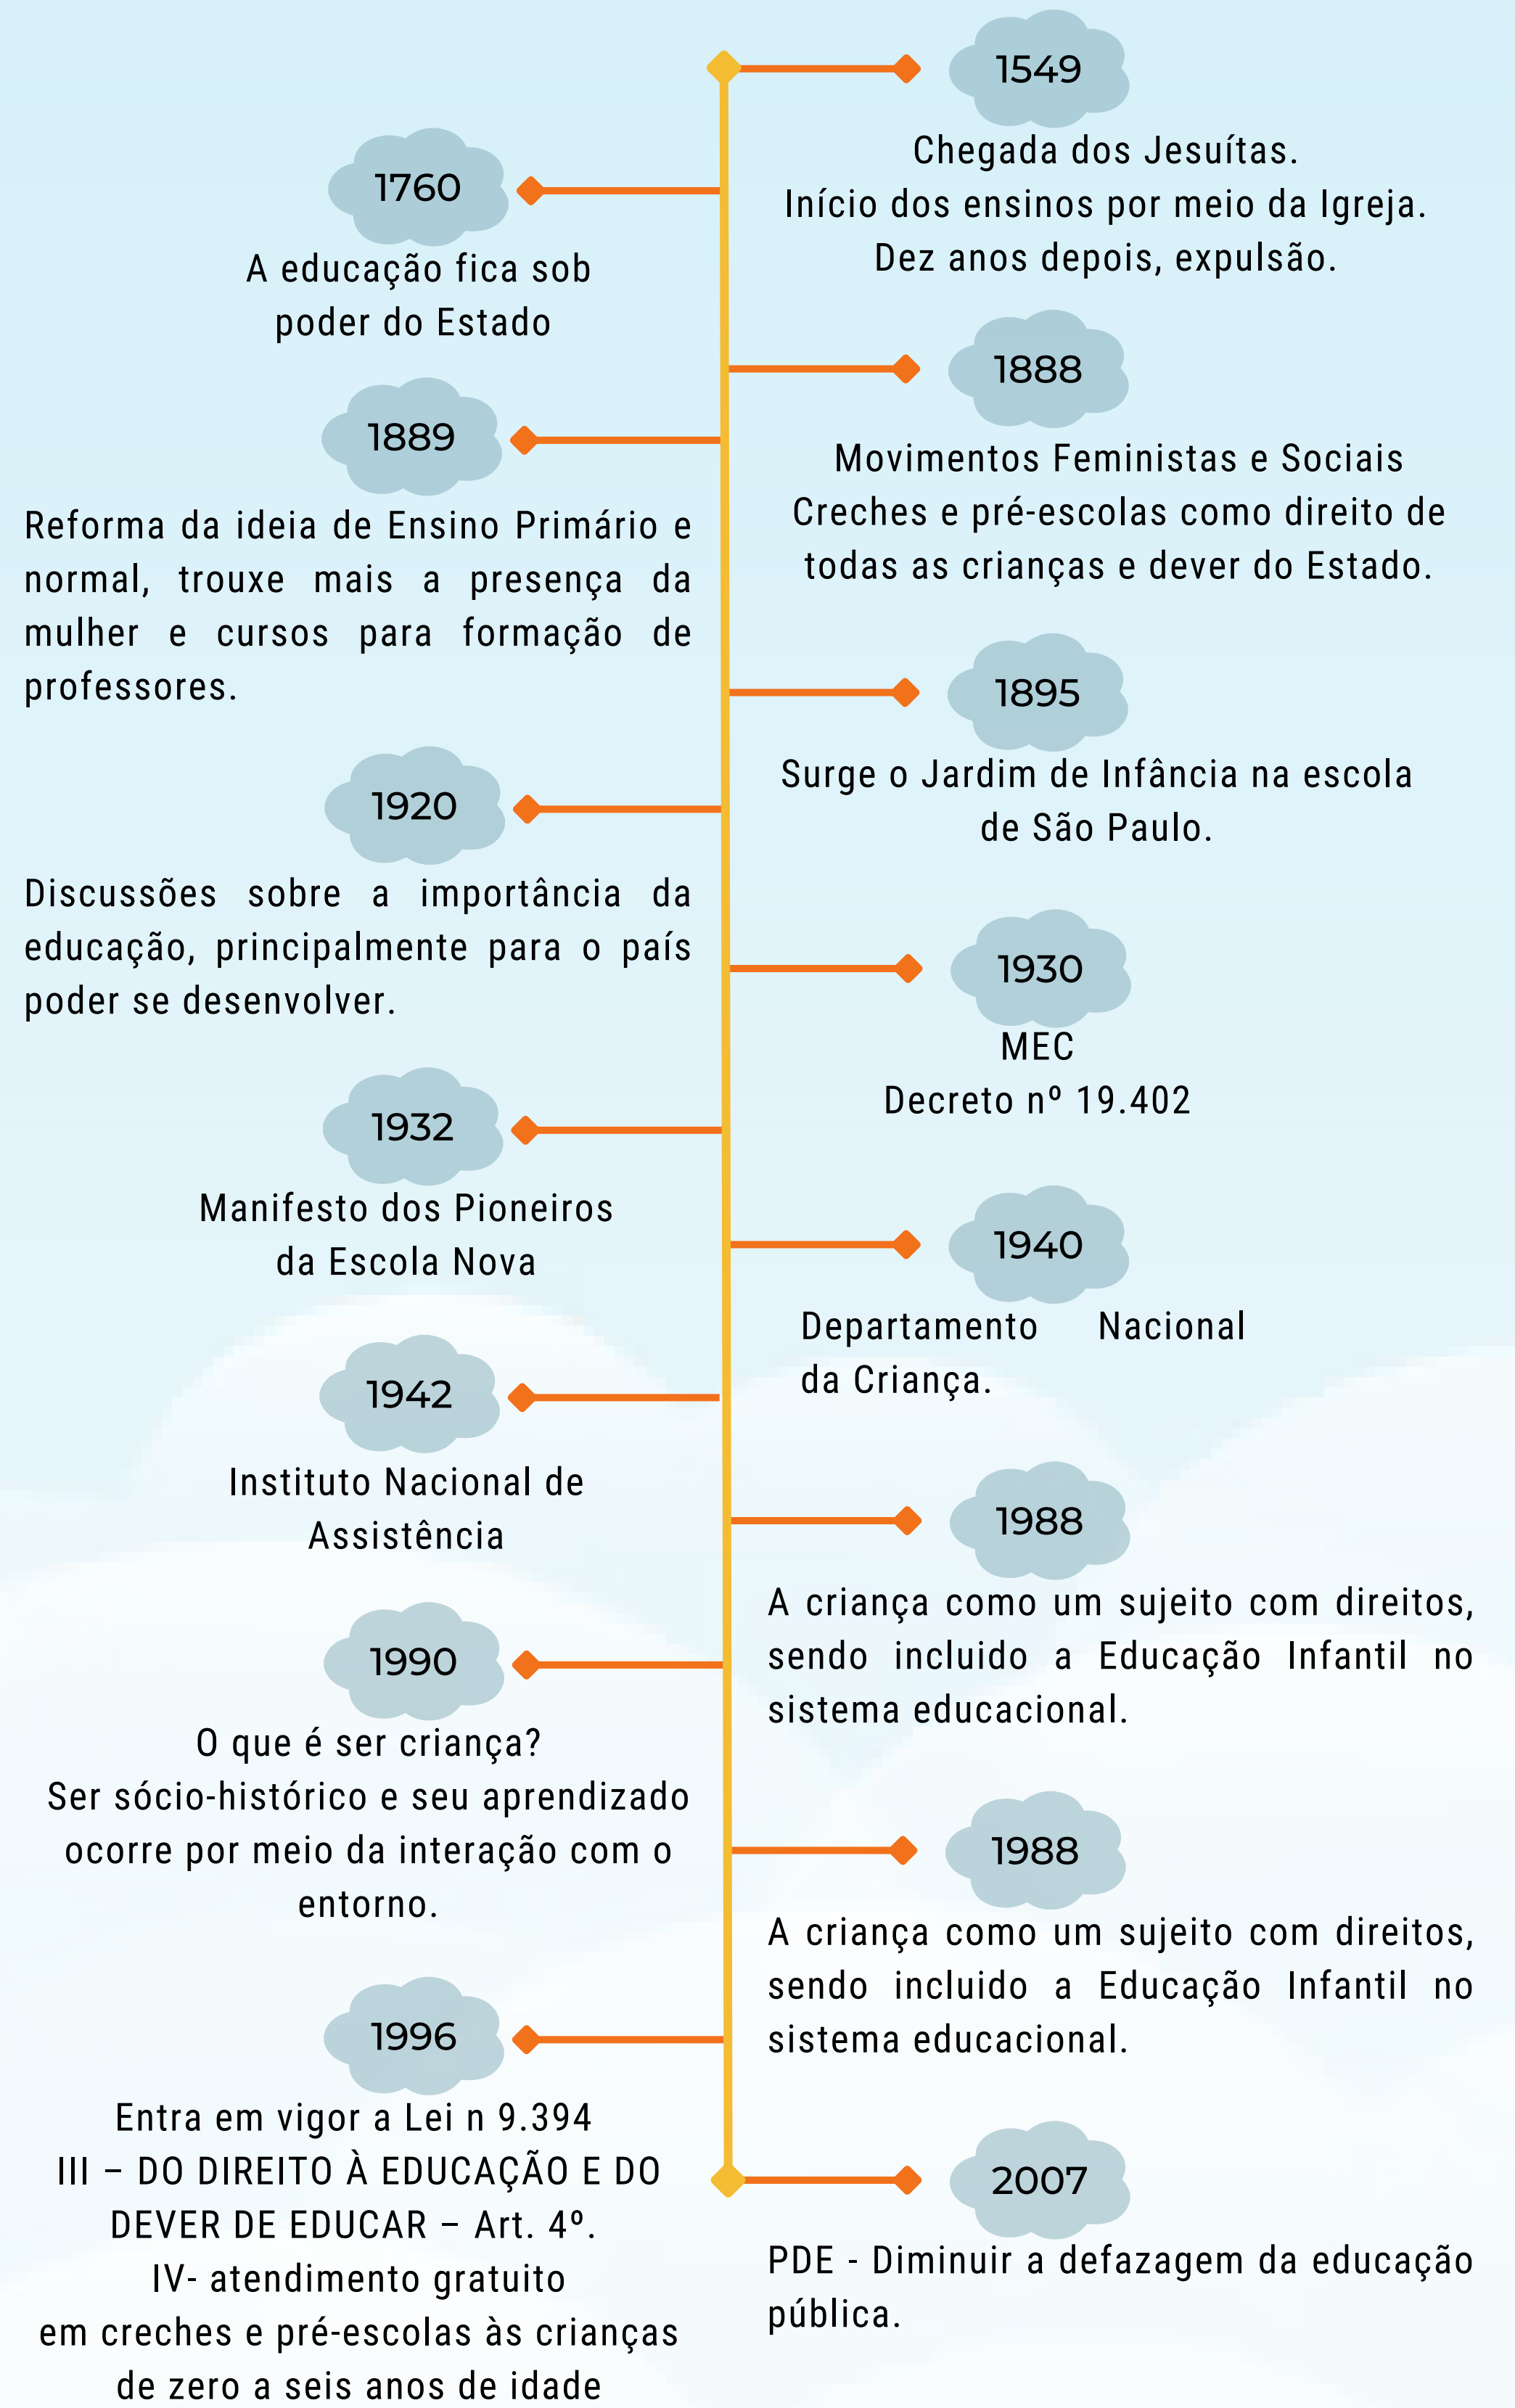 1549
Chegada dos Jesuítas.
Início dos ensinos por meio da Igreja.
Dez anos depois, expulsão.
1760
A educação fica sob
poder do Estado
1888
Movimentos Feministas e Sociais
Creches e pré-escolas como direito de
todas as crianças e dever do Estado.
1889
Reforma da ideia de Ensino Primário e
normal, trouxe mais a presença da
mulher e cursos para formação de
professores.
1895
Surge o Jardim de Infância na escola
de São Paulo.
1920
Discussões sobre a importância da
educação, principalmente para o país
poder se desenvolver.
1930
MEC
Decreto nº 19.402
1932
Manifesto dos Pioneiros
da Escola Nova
1940
Departamento Nacional
da Criança.
1942
Instituto Nacional de
Assistência
1988
A criança como um sujeito com direitos,
sendo incluido a Educação Infantil no
sistema educacional.
1990
O que é ser criança?
Ser sócio-histórico e seu aprendizado
ocorre por meio da interação com o
entorno.
1988
A criança como um sujeito com direitos,
sendo incluido a Educação Infantil no
sistema educacional.
1996
Entra em vigor a Lei n 9.394
III – DO DIREITO À EDUCAÇÃO E DO
DEVER DE EDUCAR – Art. 4º.
IV- atendimento gratuito
em creches e pré-escolas às crianças
de zero a seis anos de idade
2007
PDE - Diminuir a defazagem da educação
pública.